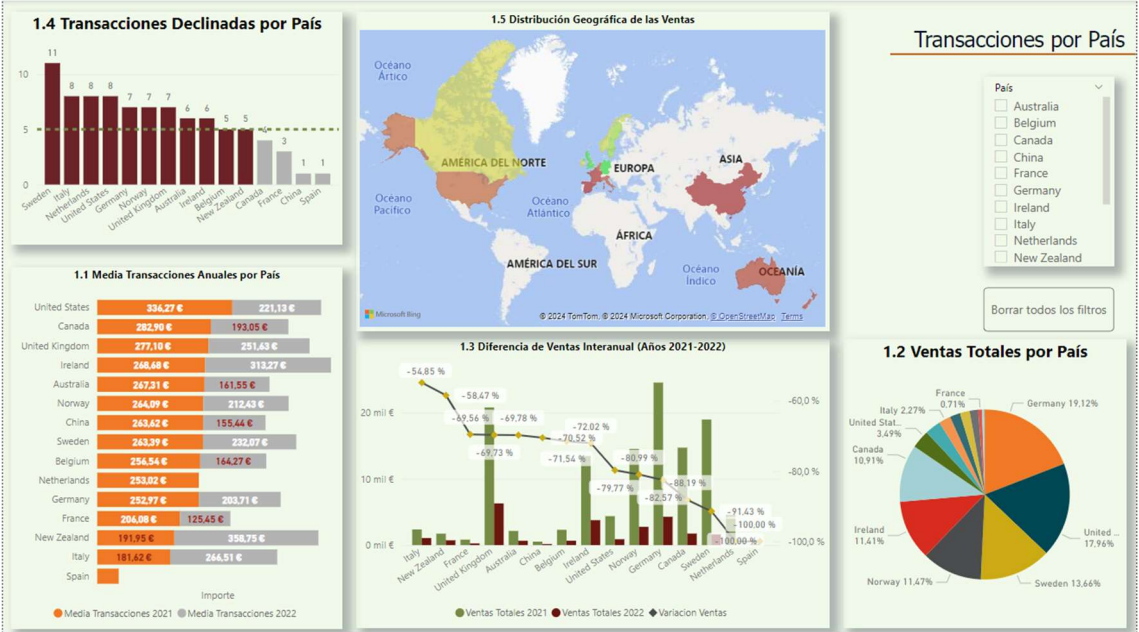 1.4 Transacciones Declinadas por País
11
10
8
8
8
7
7
7
6
6
5
5
5
4
3
1
1
0
Sweden
Italy
Netherlands
United States
Germany
Norway
United Kingdom
Australia
Ireland
Belgium
New Zealand
Canada
France
China
Spain
1.5 Distribución Geográfica de las Ventas
Océano
Ártico
AMÉRICA DEL NORTE
EUROPA
ASIA
Océano
Pacífico
Océano
Atlántico
ÁFRICA
AMÉRICA DEL SUR
Océano
Índico
OCEANÍA
Microsoft Bing
© 2024 TomTom, © 2024 Microsoft Corporation, © OpenStreetMap Terms
Transacciones por País
País
Australia
Belgium
Canada
China
France
Germany
Ireland
Italy
Netherlands
New Zealand
Borrar todos los filtros
1.1 Media Transacciones Anuales por País
United States 336,27 € 221,13 €
Canada 282,90 € 193,05 €
United Kingdom 277,10 € 251,63 €
Ireland 268,68 € 313,27 €
Australia 267,31 € 161,55 €
Norway 264,09 € 212,43 €
China 263,62 € 155,44 €
Sweden 263,39 € 232,07 €
Belgium 256,54 € 164,27 €
Netherlands 253,02 €
Germany 252,97 € 203,71 €
France 206,08 € 125,45 €
New Zealand 191,95 € 358,75 €
Italy 181,62 € 266,51 €
Spain
Importe
Media Transacciones 2021 Media Transacciones 2022
1.3 Diferencia de Ventas Interanual (Años 2021-2022)
-54,85 %
-58,47 %
-69,56 %
-69,73 %
-69,78 %
-70,52 %
-71,54 %
-72,02 %
-79,77 %
-80,99 %
-82,57 %
-88,19 %
-91,43 %
-100,00 %
-100,00 %
20 mil €
10 mil €
0 mil €
-60,0 %
-80,0 %
-100,0 %
Italy
New Zealand
France
United Kingdom
Australia
China
Belgium
Ireland
United States
Norway
Germany
Canada
Sweden
Netherlands
Spain
Ventas Totales 2021 Ventas Totales 2022 Variacion Ventas
1.2 Ventas Totales por País
France
0,71%
Italy 2,27%
United Stat...
3,49%
Canada
10,91%
Ireland
11,41%
Norway 11,47%
Sweden 13,66%
United ...
17,96%
Germany 19,12%